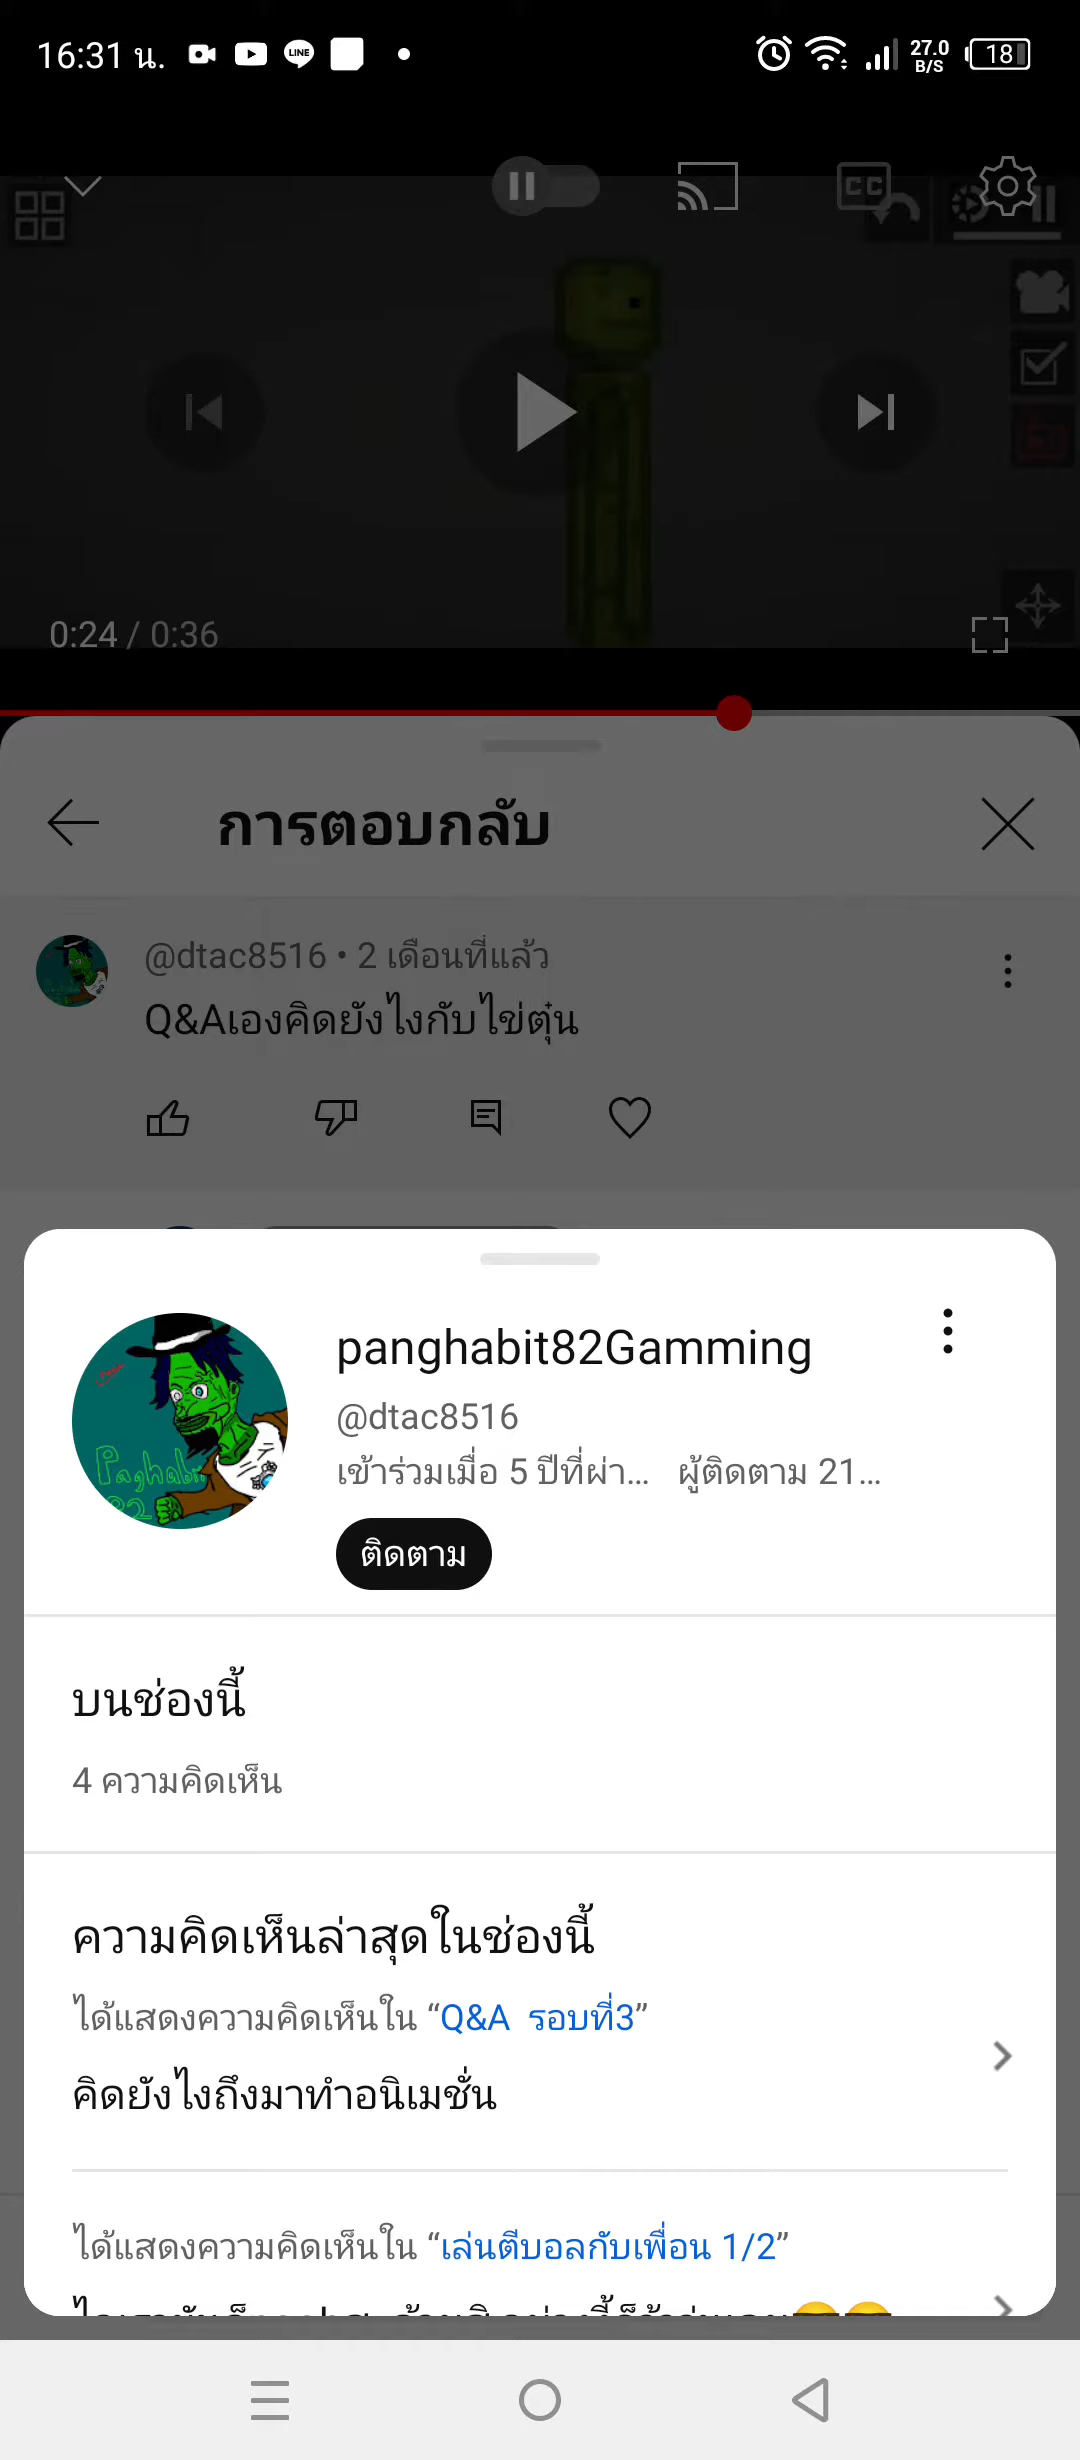 16:31 น.
LINE
27.0
B/S
18
CC
0:24 / 0:36
การตอบกลับ
@dtac8516 • 2 เดือนที่แล้ว
Q&Aเองคิดยังไงกับไข่ตุ๋น
panghabit82Gamming
@dtac8516
เข้าร่วมเมื่อ 5 ปีที่ผ่า... ผู้ติดตาม 21...
Paghabit
82
ติดตาม
บนช่องนี้
4 ความคิดเห็น
ความคิดเห็นล่าสุดในช่องนี้
ได้แสดงความคิดเห็นใน “Q&A รอบที่3”
คิดยังไงถึงมาทำอนิเมชั่น
ได้แสดงความคิดเห็นใน “เล่นตีบอลกับเพื่อน 1/2”